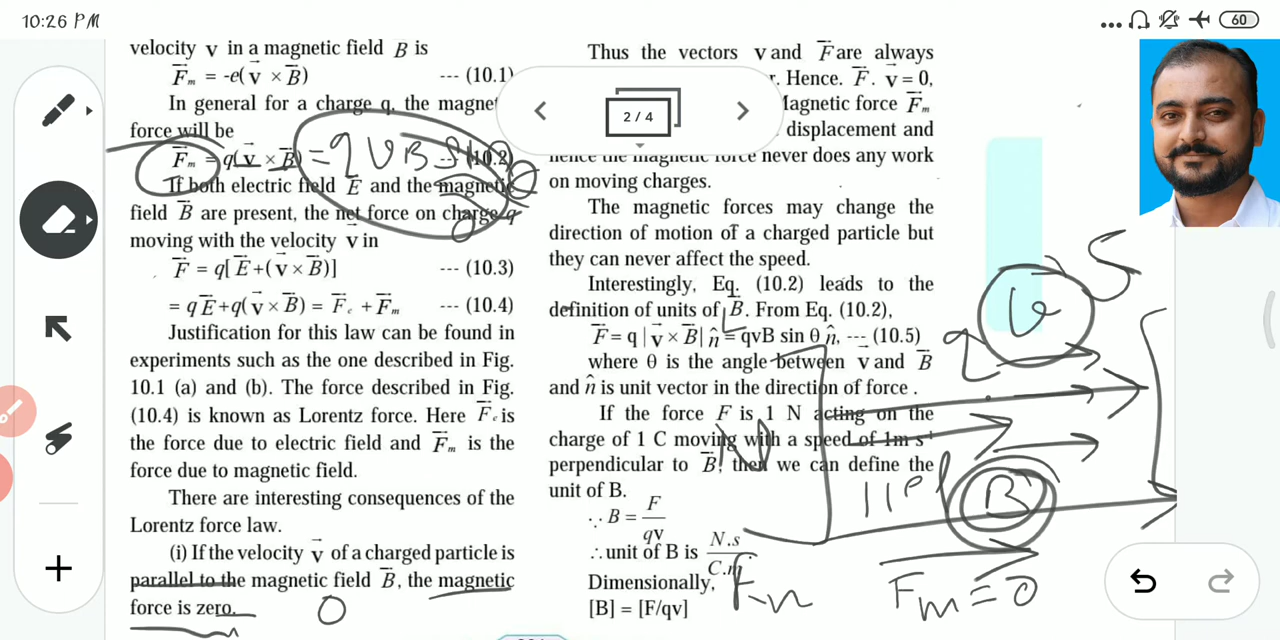 10:26 PM
60
2 / 4
velocity v in a magnetic field B is
F m = -e(v × B) --- (10.1)
In general for a charge q, the magne
force will be
F m = q(v × B) --- (10.2)
= q v B
If both electric field E and the magnetic
field B are present, the net force on charge q
moving with the velocity v in
F = q[E+(v × B)] --- (10.3)
= qE+q(v × B) = F e + F m --- (10.4)
Justification for this law can be found in
experiments such as the one described in Fig.
10.1 (a) and (b). The force described in Fig.
(10.4) is known as Lorentz force. Here F e is
the force due to electric field and F m is the
force due to magnetic field.
There are interesting consequences of the
Lorentz force law.
(i) If the velocity v of a charged particle is
parallel to the magnetic field B, the magnetic
force is zero.
0
Thus the vectors v and F are always
. Hence. F. v = 0,
Magnetic force F m
displacement and
hence the magnetic force never does any work
on moving charges.
The magnetic forces may change the
direction of motion of a charged particle but
they can never affect the speed.
Interestingly, Eq. (10.2) leads to the
definition of units of B. From Eq. (10.2),
F = q |v × B| n̂ = qvB sin θ n̂, --- (10.5)
where θ is the angle between v and B
and n̂ is unit vector in the direction of force .
If the force F is 1 N acting on the
charge of 1 C moving with a speed of 1m s⁻¹
perpendicular to B, then we can define the
unit of B.
∵ B = F/qv
∴ unit of B is N.s/C.m
Dimensionally,
[B] = [F/qv]
q
B
Fm = 0